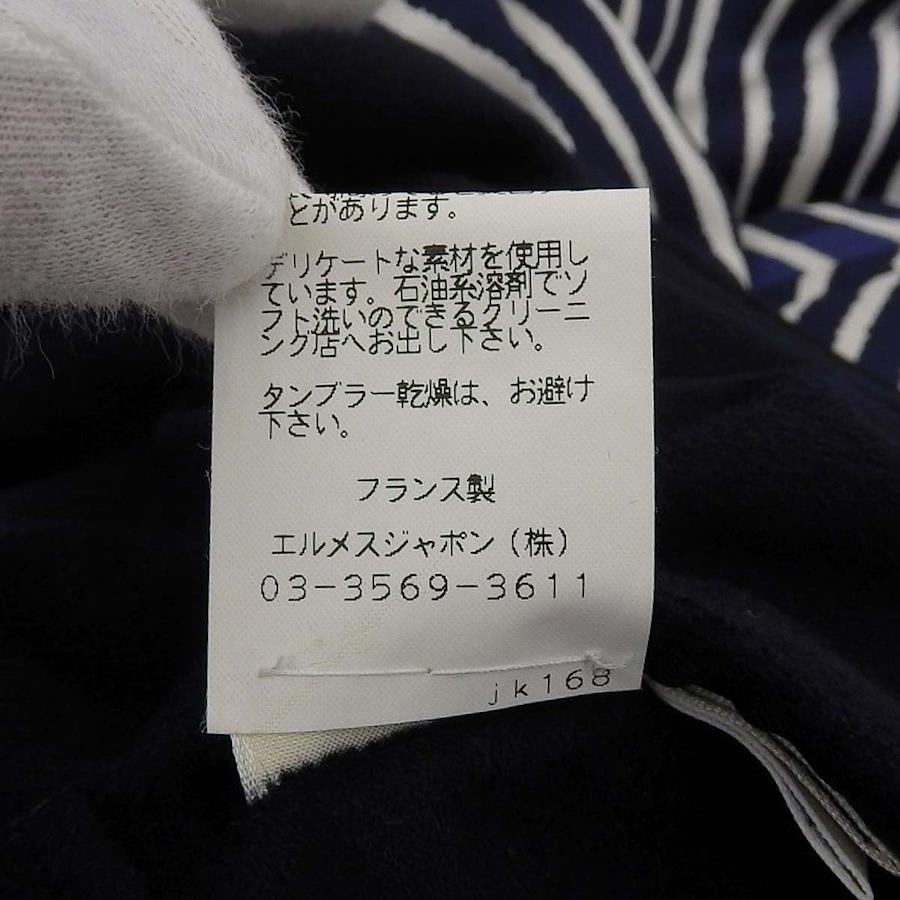 とがあります。
デリケートな素材を使用し
ています。石油系溶剤でソ
フト洗いのできるクリーニ
ング店へお出し下さい。
タンブラー乾燥は、お避け
下さい。
フランス製
エルメスジャポン（株）
03-3569-3611
jk168